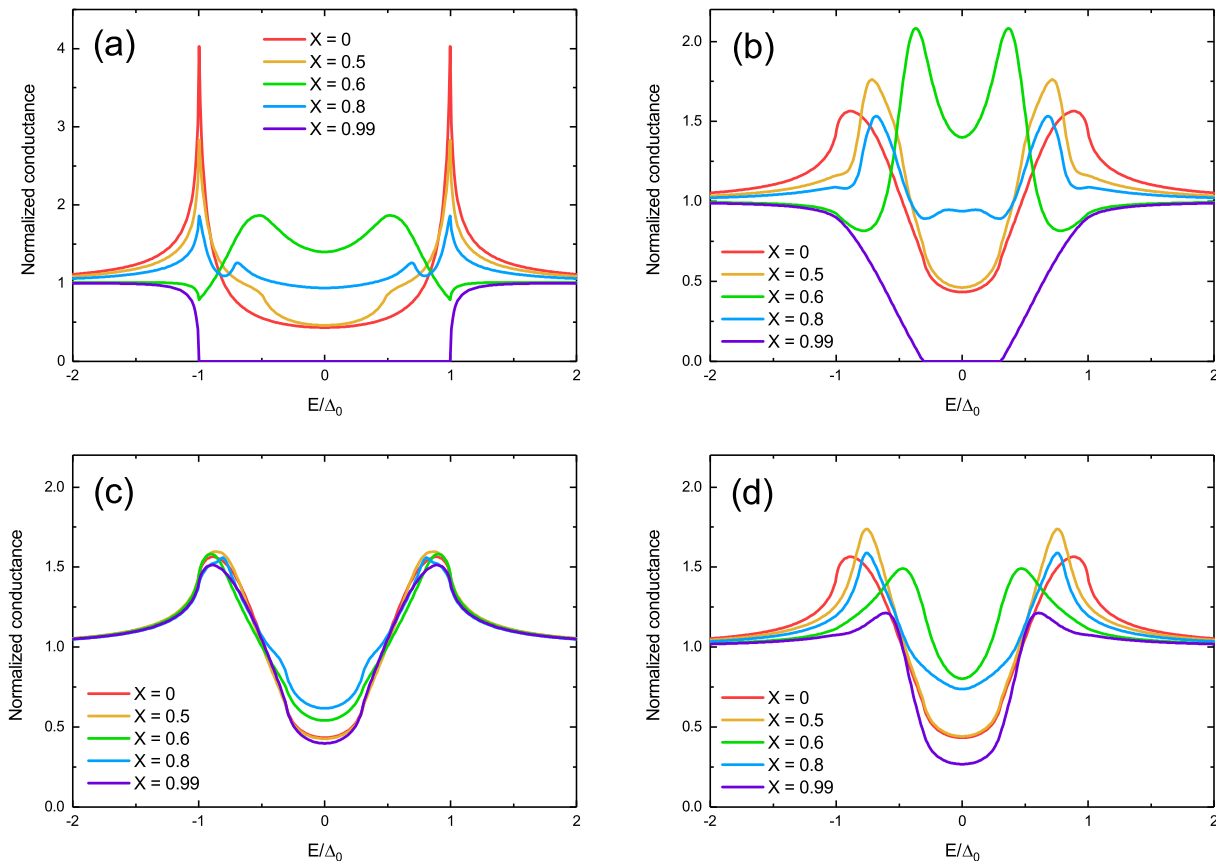 (a)
X = 0
X = 0.5
X = 0.6
X = 0.8
X = 0.99
Normalized conductance
4
3
2
1
0
-2 -1 0 1 2
E/Δ0
(b)
X = 0
X = 0.5
X = 0.6
X = 0.8
X = 0.99
Normalized conductance
2.0
1.5
1.0
0.5
0.0
-2 -1 0 1 2
E/Δ0
(c)
X = 0
X = 0.5
X = 0.6
X = 0.8
X = 0.99
Normalized conductance
2.0
1.5
1.0
0.5
0.0
-2 -1 0 1 2
E/Δ0
(d)
X = 0
X = 0.5
X = 0.6
X = 0.8
X = 0.99
Normalized conductance
2.0
1.5
1.0
0.5
0.0
-2 -1 0 1 2
E/Δ0